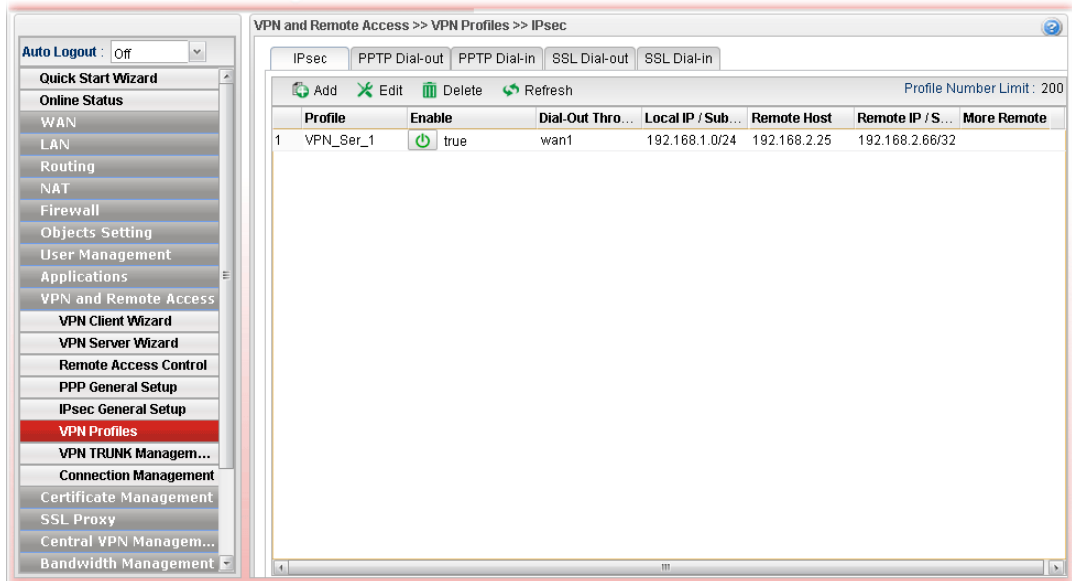 VPN and Remote Access >> VPN Profiles >> IPsec
Auto Logout : Off
Quick Start Wizard
Online Status
WAN
LAN
Routing
NAT
Firewall
Objects Setting
User Management
Applications
VPN and Remote Access
VPN Client Wizard
VPN Server Wizard
Remote Access Control
PPP General Setup
IPsec General Setup
VPN Profiles
VPN TRUNK Managem...
Connection Management
Certificate Management
SSL Proxy
Central VPN Managem...
Bandwidth Management
IPsec PPTP Dial-out PPTP Dial-in SSL Dial-out SSL Dial-in
Add Edit Delete Refresh Profile Number Limit : 200
Profile Enable Dial-Out Thro... Local IP / Sub... Remote Host Remote IP / S... More Remote
1 VPN_Ser_1 true wan1 192.168.1.0/24 192.168.2.25 192.168.2.66/32